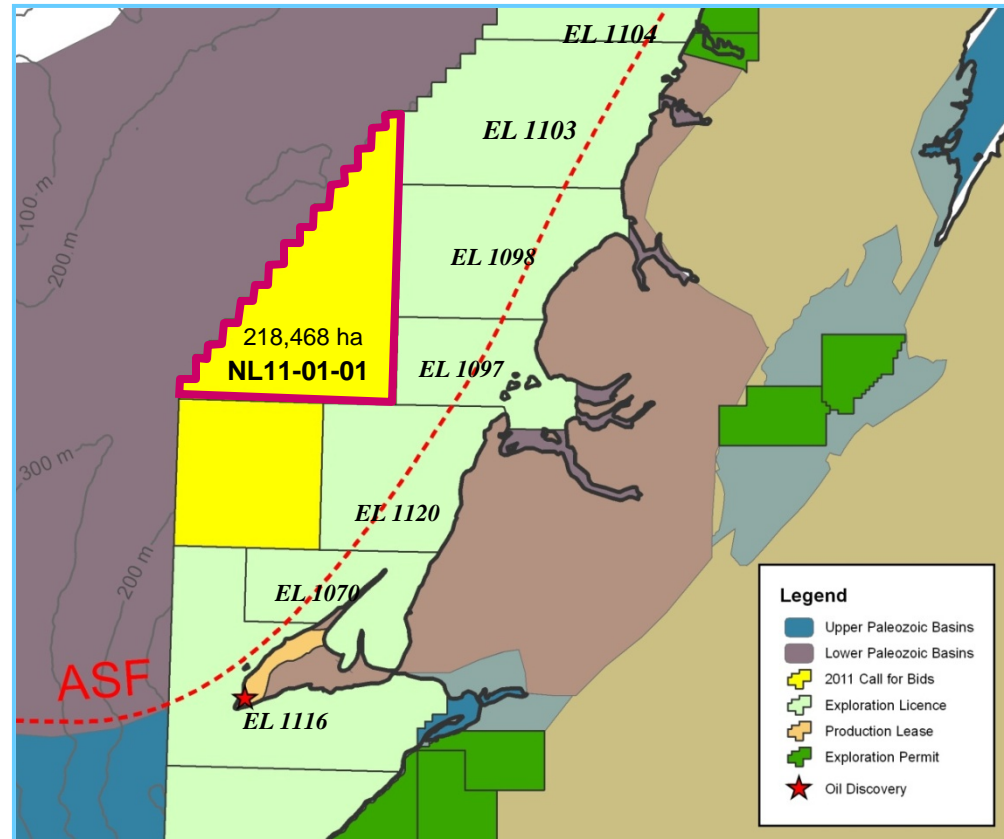 EL 1104
EL 1103
100 m
200 m
EL 1098
218,468 ha
NL11-01-01
EL 1097
300 m
EL 1120
200 m
EL 1070
ASF
EL 1116
Legend
Upper Paleozoic Basins
Lower Paleozoic Basins
2011 Call for Bids
Exploration Licence
Production Lease
Exploration Permit
Oil Discovery